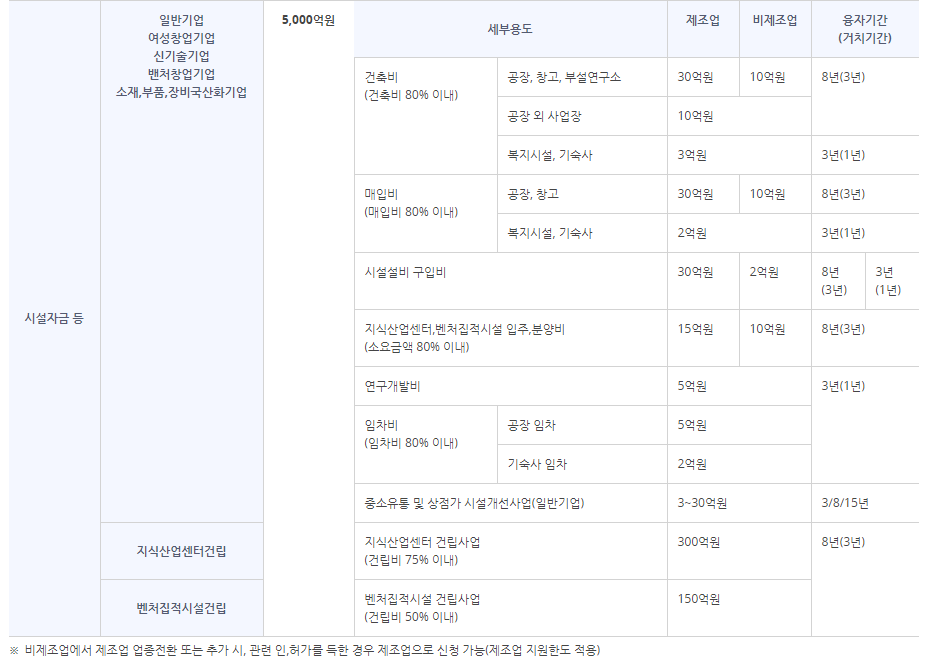 일반기업
여성창업기업
신기술기업
밴처창업기업
소재,부품,장비국산화기업
5,000억원
세부용도
제조업
비제조업
융자기간
(거치기간)
건축비
(건축비 80% 이내)
공장, 창고, 부설연구소
30억원
10억원
8년(3년)
공장 외 사업장
10억원
복지시설, 기숙사
3억원
3년(1년)
매입비
(매입비 80% 이내)
공장, 창고
30억원
10억원
8년(3년)
복지시설, 기숙사
2억원
3년(1년)
시설설비 구입비
30억원
2억원
8년
(3년)
3년
(1년)
시설자금 등
지식산업센터,벤처집적시설 입주,분양비
(소요금액 80% 이내)
15억원
10억원
8년(3년)
연구개발비
5억원
3년(1년)
임차비
(임차비 80% 이내)
공장 임차
5억원
기숙사 임차
2억원
중소유통 및 상점가 시설개선사업(일반기업)
3~30억원
3/8/15년
지식산업센터건립
지식산업센터 건립사업
(건립비 75% 이내)
300억원
8년(3년)
벤처집적시설건립
벤처집적시설 건립사업
(건립비 50% 이내)
150억원
※ 비제조업에서 제조업 업종전환 또는 추가 시, 관련 인,허가를 득한 경우 제조업으로 신청 가능(제조업 지원한도 적용)